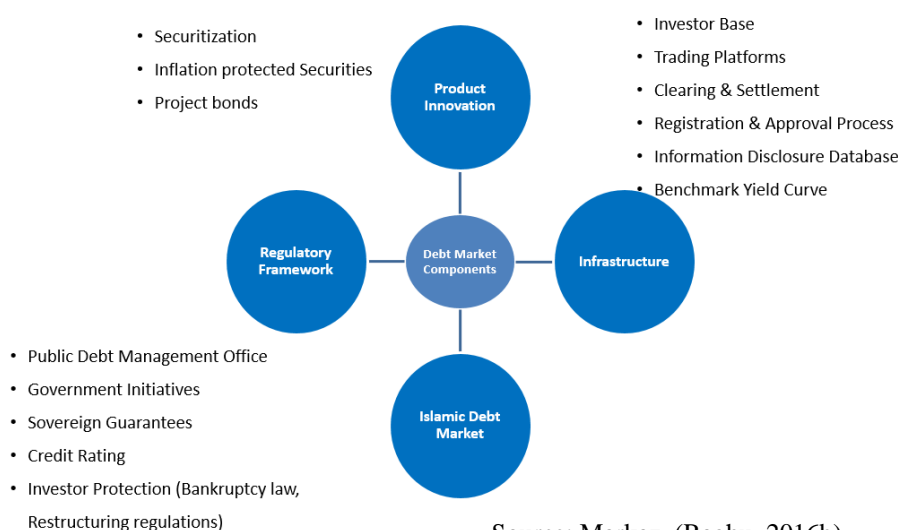 • Securitization
• Inflation protected Securities
• Project bonds
Product
Innovation
• Investor Base
• Trading Platforms
• Clearing & Settlement
• Registration & Approval Process
• Information Disclosure Database
• Benchmark Yield Curve
Regulatory
Framework
Debt Market
Components
Infrastructure
• Public Debt Management Office
• Government Initiatives
• Sovereign Guarantees
• Credit Rating
• Investor Protection (Bankruptcy law,
Restructuring regulations)
Islamic Debt
Market